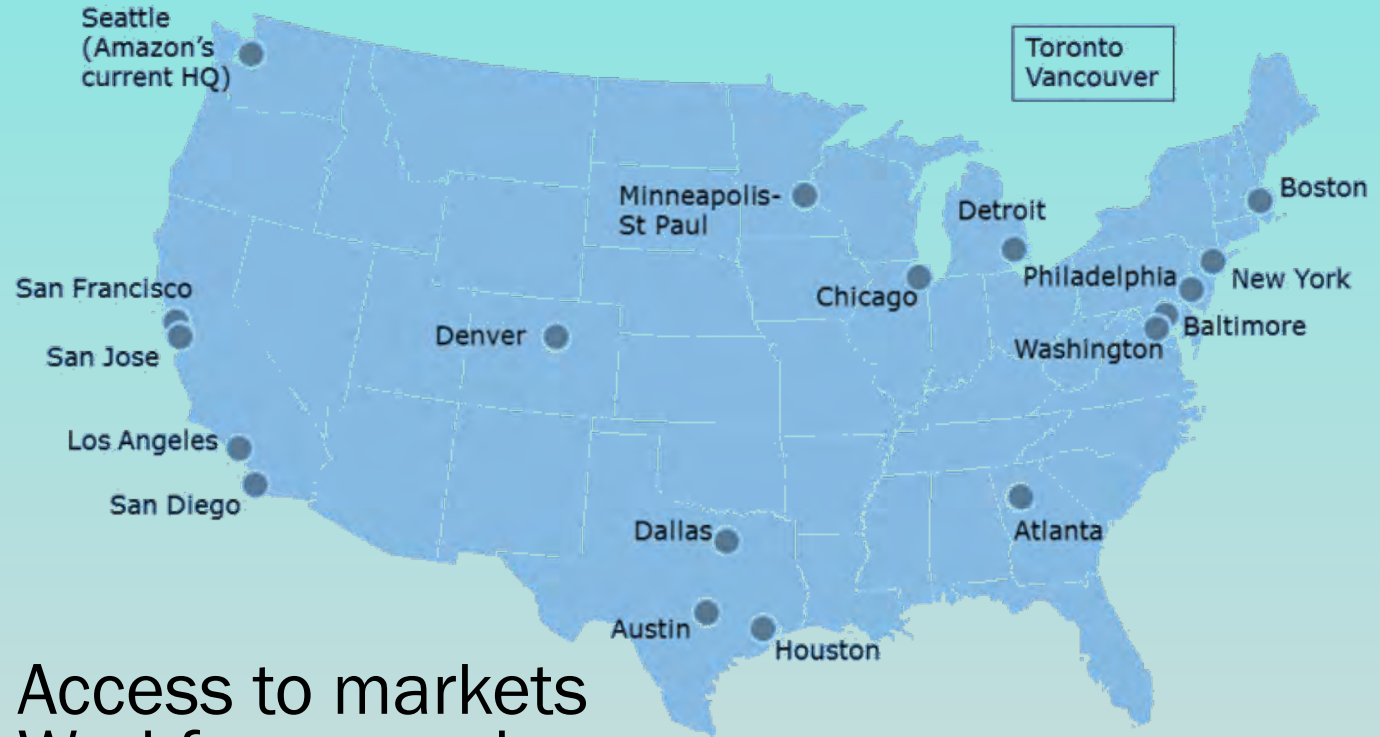 Seattle
(Amazon's
current HQ)
Toronto
Vancouver
Minneapolis-
St Paul
Boston
Detroit
San Francisco
Chicago
Philadelphia
New York
Denver
Baltimore
San Jose
Washington
Los Angeles
San Diego
Dallas
Atlanta
Austin
Houston
Access to markets